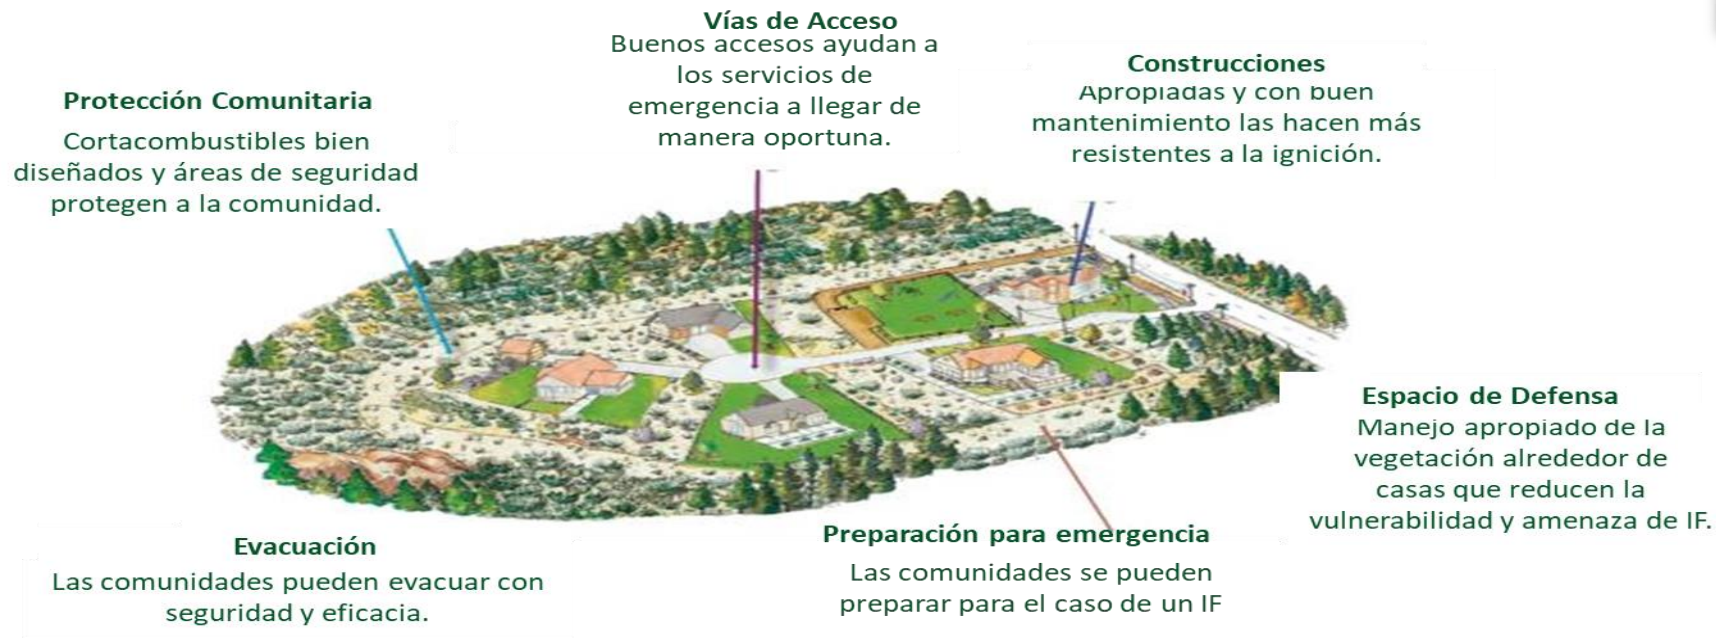 Vías de Acceso
Buenos accesos ayudan a
los servicios de
emergencia a llegar de
manera oportuna.
Construcciones
Apropiadas y con buen
mantenimiento las hacen más
resistentes a la ignición.
Protección Comunitaria
Cortacombustibles bien
diseñados y áreas de seguridad
protegen a la comunidad.
Espacio de Defensa
Manejo apropiado de la
vegetación alrededor de
casas que reducen la
vulnerabilidad y amenaza de IF.
Evacuación
Las comunidades pueden evacuar con
seguridad y eficacia.
Preparación para emergencia
Las comunidades se pueden
preparar para el caso de un IF